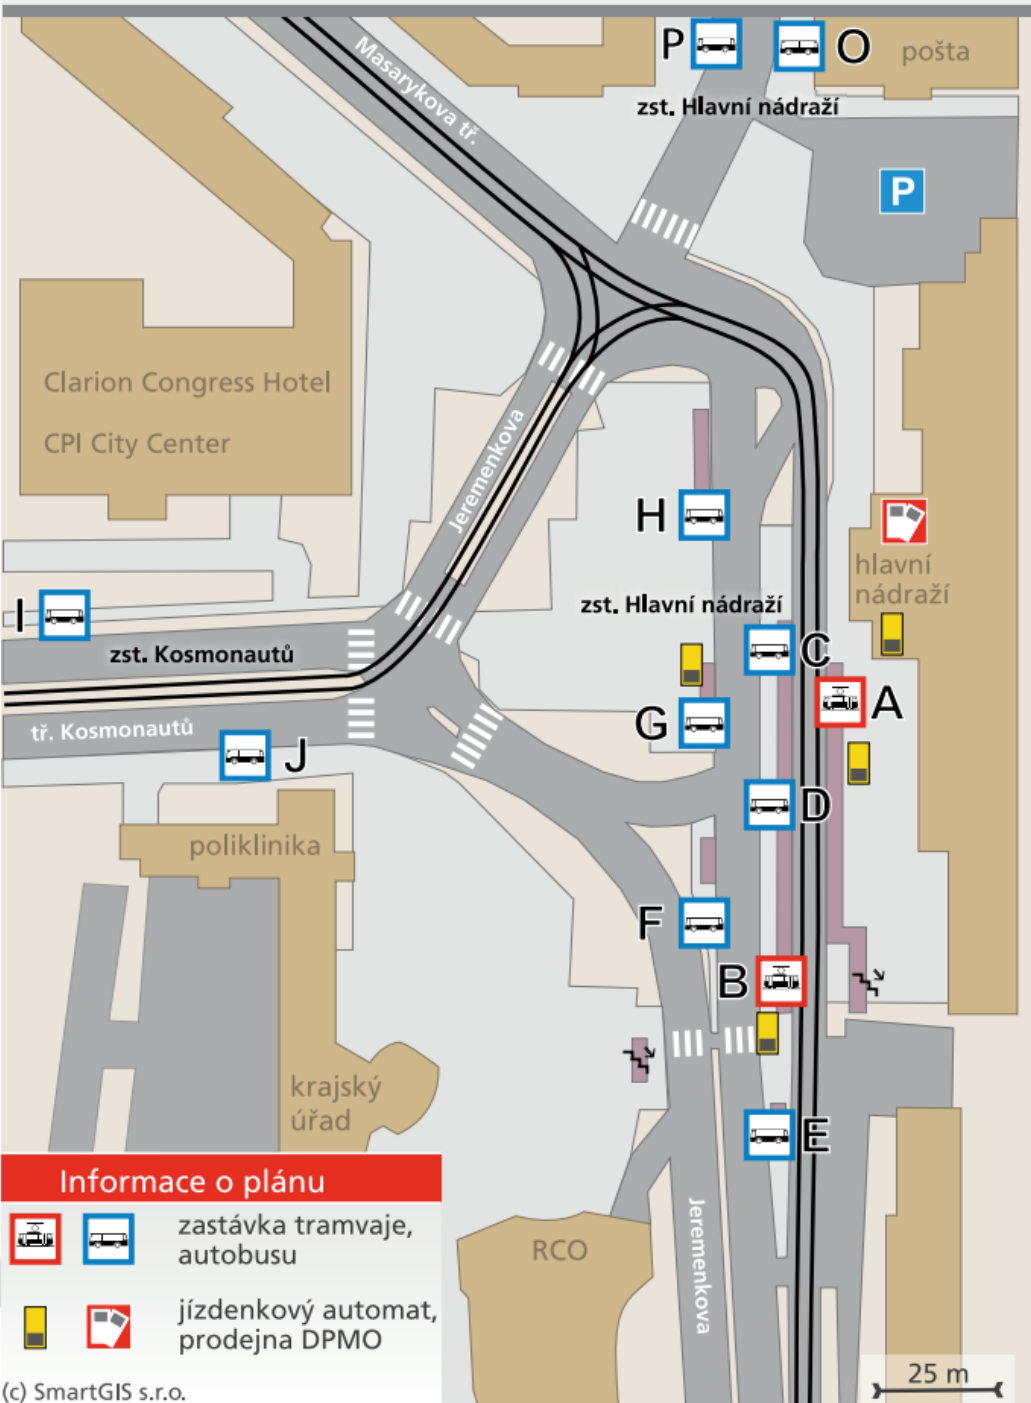 P
O
pošta
Masarykova tř.
zst. Hlavní nádraží
P
Clarion Congress Hotel
CPI City Center
Jeremenkova
H
hlavní
nádraží
I
zst. Hlavní nádraží
zst. Kosmonautů
C
A
G
tř. Kosmonautů
J
D
poliklinika
F
B
krajský
úřad
E
Informace o plánu
zastávka tramvaje,
autobusu
Jeremenkova
RCO
jízdenkový automat,
prodejna DPMO
25 m
(c) SmartGIS s.r.o.